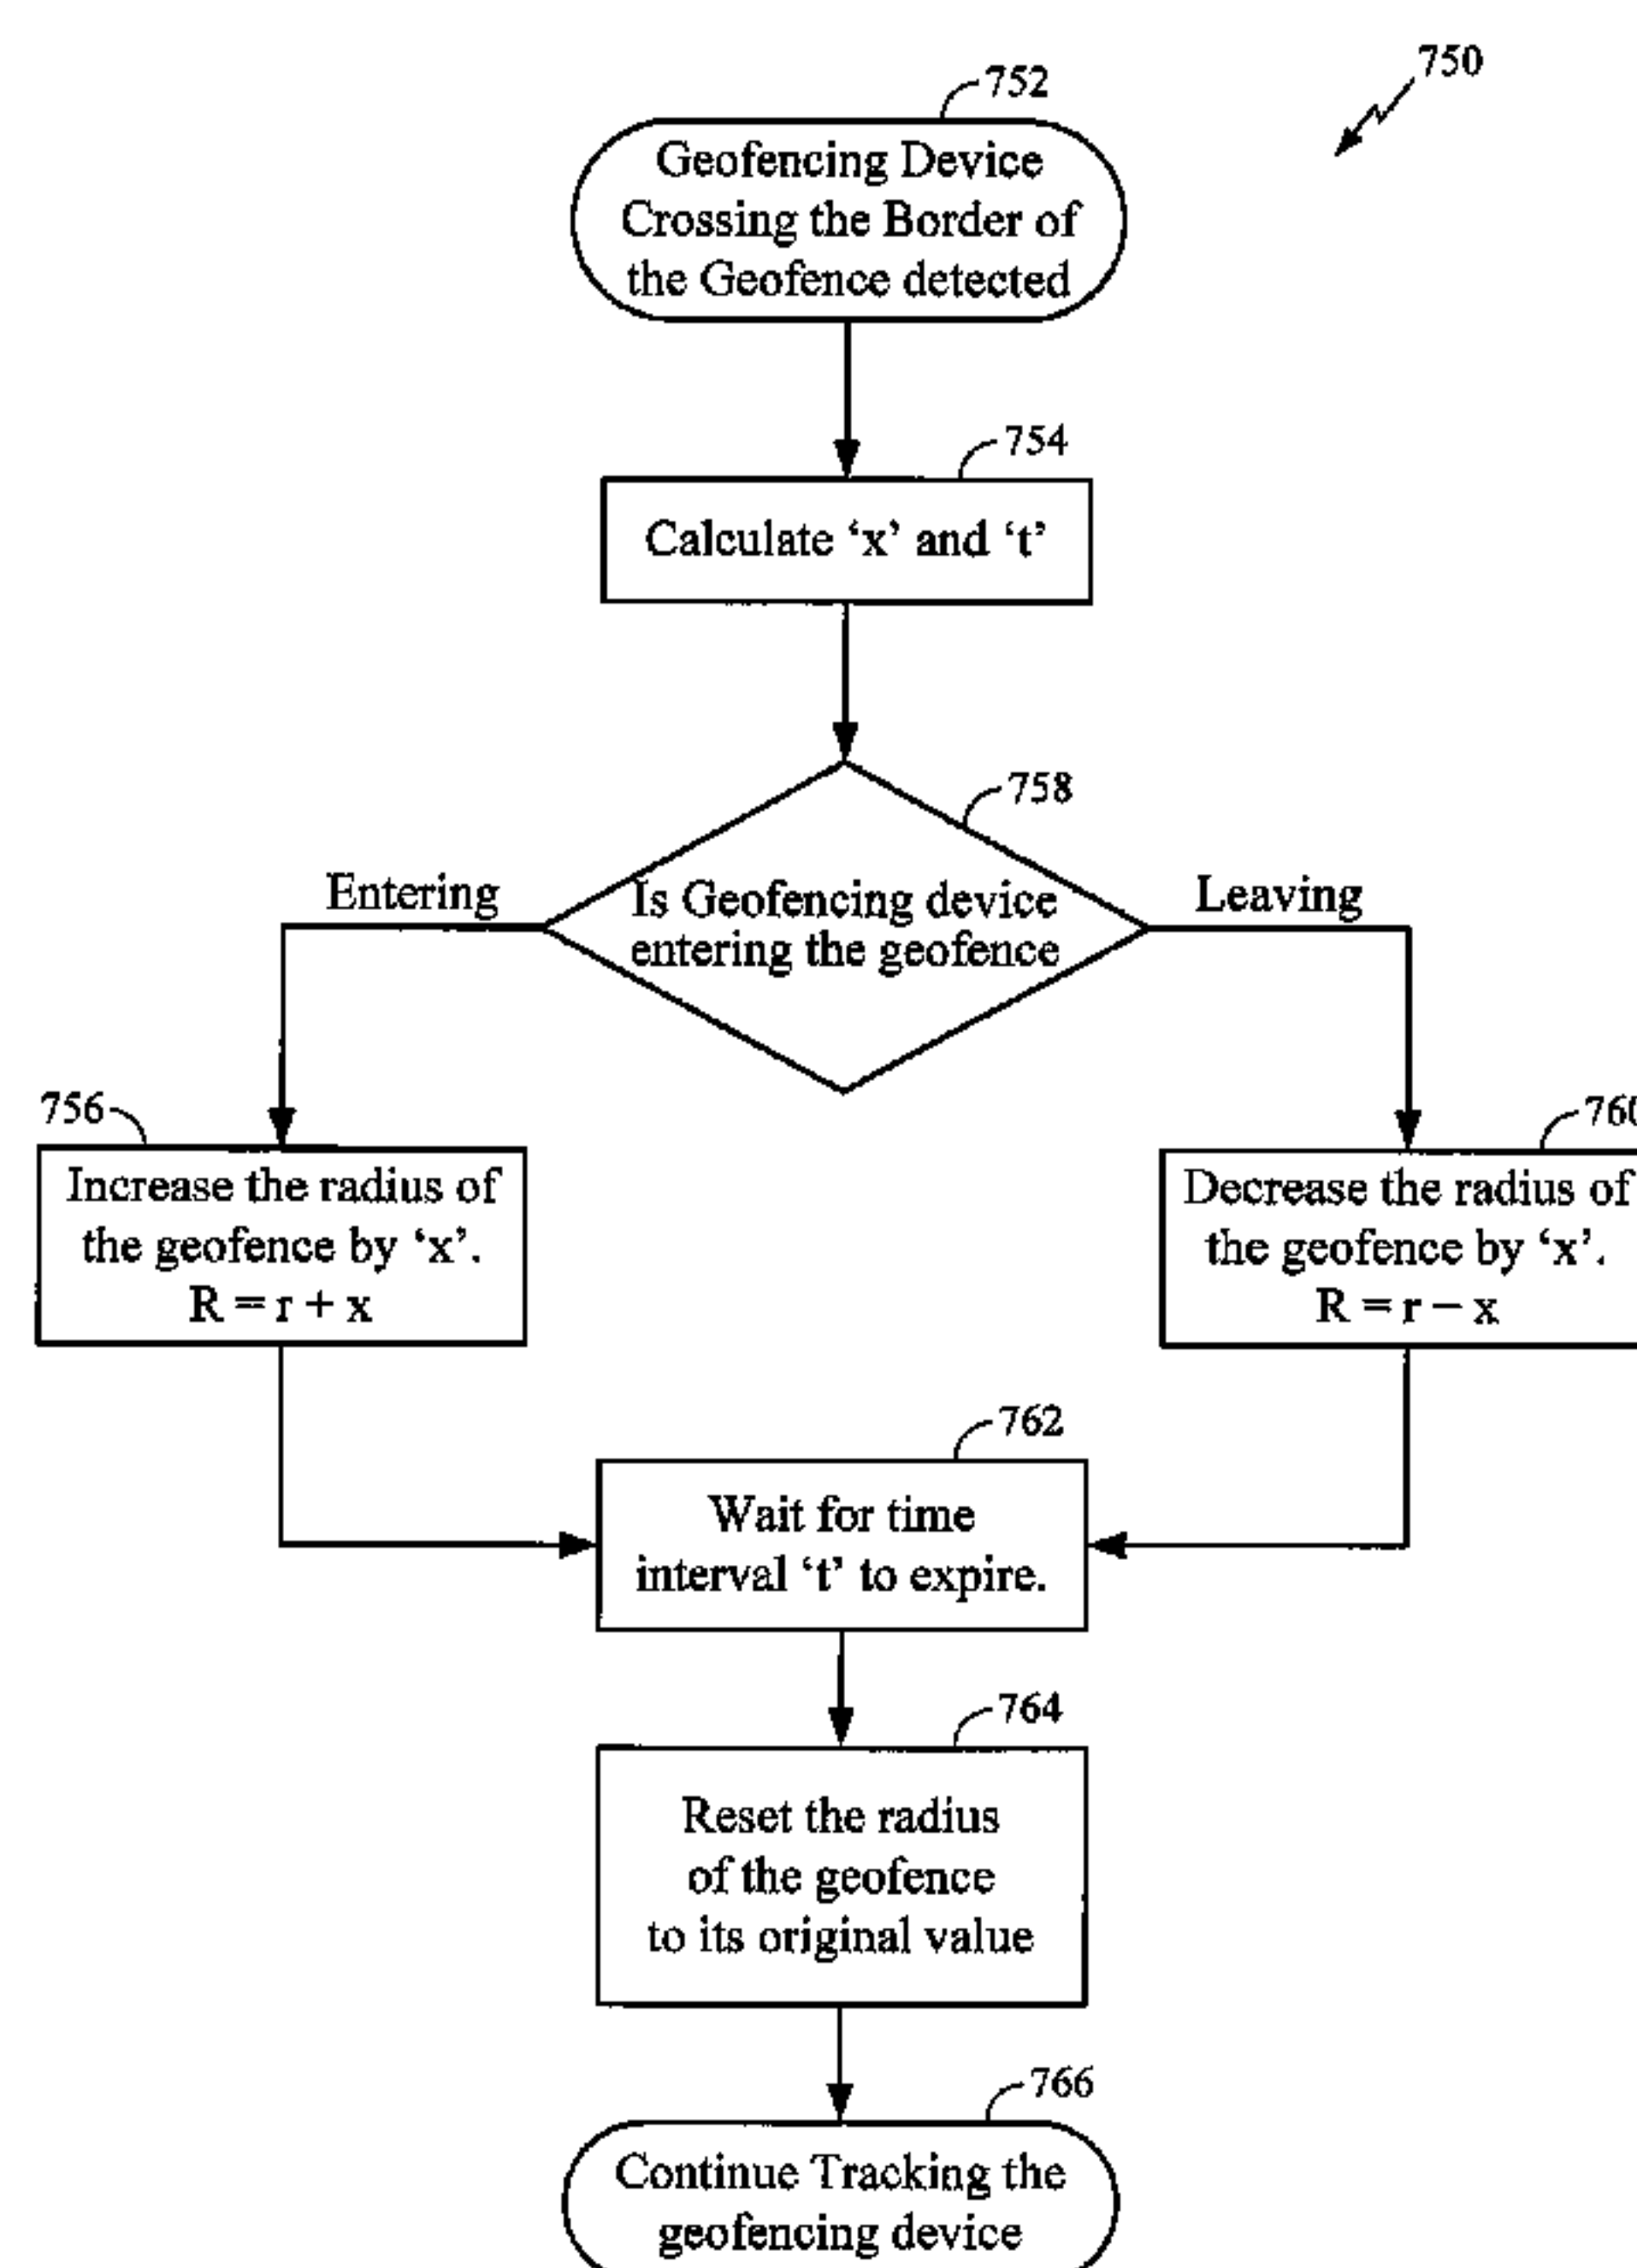 750
752
Geofencing Device
Crossing the Border of
the Geofence detected
754
Calculate ‘x’ and ‘t’
758
Is Geofencing device
entering the geofence
Entering
Leaving
756
Increase the radius of
the geofence by ‘x’.
R = r + x
760
Decrease the radius of
the geofence by ‘x’.
R = r – x
762
Wait for time
interval ‘t’ to expire.
764
Reset the radius
of the geofence
to its original value
766
Continue Tracking the
geofencing device